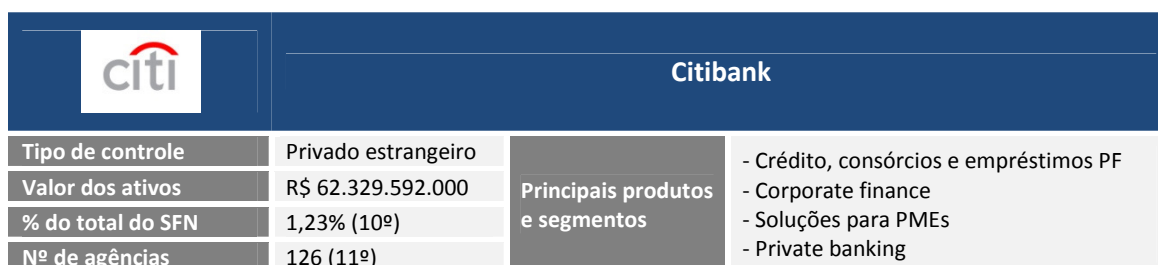 citi
Citibank
Tipo de controle
Privado estrangeiro
Valor dos ativos
R$ 62.329.592.000
% do total do SFN
1,23% (10º)
Nº de agências
126 (11º)
Principais produtos
e segmentos
- Crédito, consórcios e empréstimos PF
- Corporate finance
- Soluções para PMEs
- Private banking